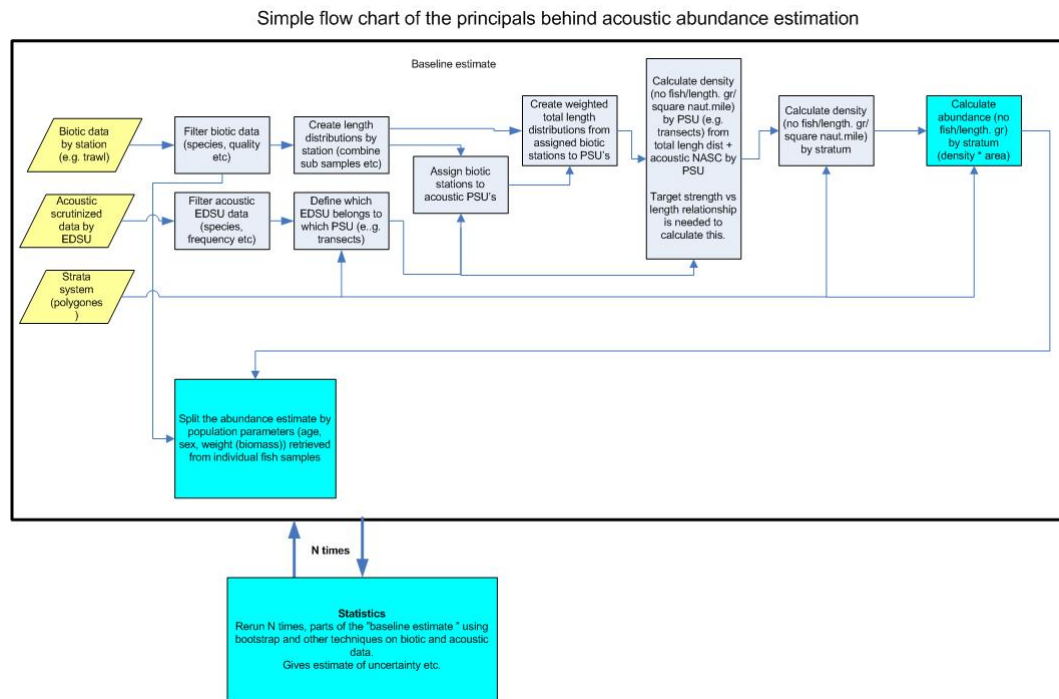 Simple flow chart of the principals behind acoustic abundance estimation
Baseline estimate
Biotic data
by station
(e.g. trawl)
Filter biotic data
(species, quality
etc)
Create length
distributions by
station (combine
sub samples etc)
Create weighted
total length
distributions from
assigned biotic
stations to PSU's
Calculate density
(no fish/length. gr/
square naut.mile)
by PSU (e.g.
transects) from
total lengh dist +
acoustic NASC by
PSU
Target strength vs
length relationship
is needed to
calculate this.
Calculate density
(no fish/length. gr/
square naut.mile)
by stratum
Calculate
abundance (no
fish/length. gr)
by stratum
(density * area)
Assign biotic
stations to acoustic
PSU's
Acoustic
scrutinized
data by
EDSU
Filter acoustic
EDSU data
(species,
frequency etc)
Define which
EDSU belongs to
which PSU (e..g.
transects)
Strata
system
(polygones
)
Split the abundance estimate by
population parameters (age,
sex, weight (biomass)) retrieved
from individual fish samples
N times
Statistics
Rerun N times, parts of the "baseline estimate " using
bootstrap and other techniques on biotic and acoustic
data.
Gives estimate of uncertainty etc.